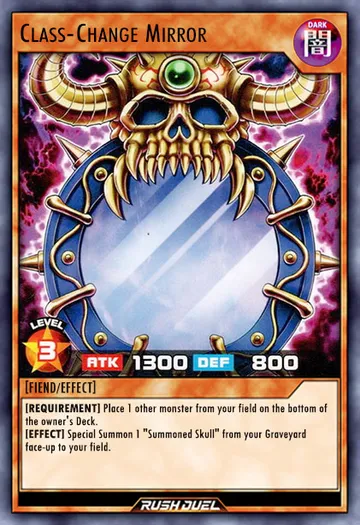 CLASS-CHANGE MIRROR
DARK
闇
LEVEL
3
ATK 1300 DEF 800
[FIEND/EFFECT]
[REQUIREMENT] Place 1 other monster from your field on the bottom of
the owner's Deck.
[EFFECT] Special Summon 1 "Summoned Skull" from your Graveyard
face-up to your field.
RUSH DUEL